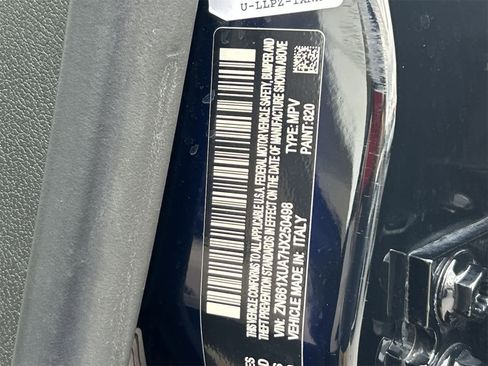 U-LLPZ-
THIS VEHICLE CONFORMS TO ALL APPLICABLE U.S.A. FEDERAL MOTOR VEHICLE SAFETY, BUMPER AND
THEFT PREVENTION STANDARDS IN EFFECT ON THE DATE OF MANUFACTURE SHOWN ABOVE
VIN: ZN661XUA7HX250498 TYPE: MPV
VEHICLE MADE IN: ITALY PAINT: 820